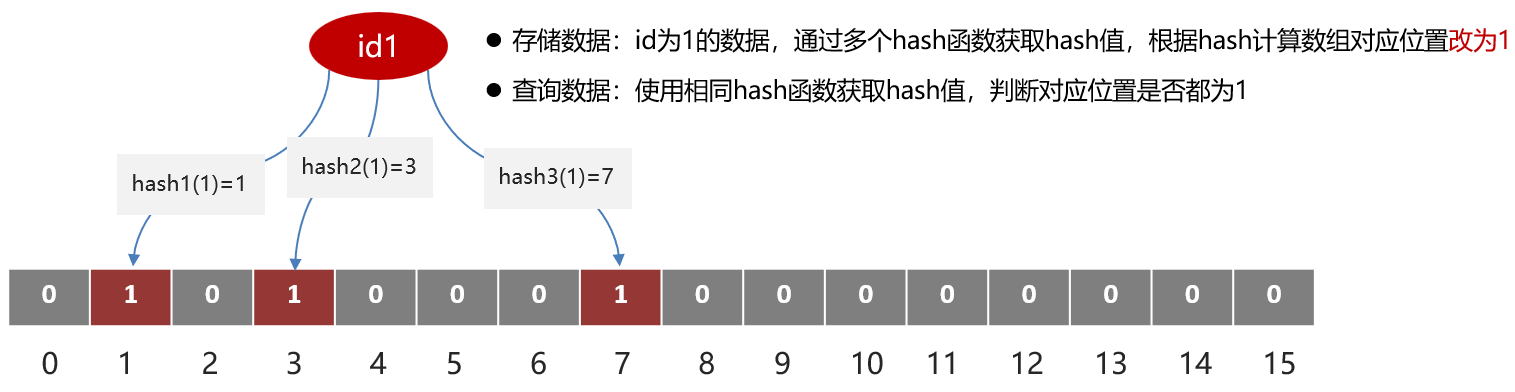 id1
● 存储数据：id为1的数据，通过多个hash函数获取hash值，根据hash计算数组对应位置改为1
● 查询数据：使用相同hash函数获取hash值，判断对应位置是否都为1
hash1(1)=1
hash2(1)=3
hash3(1)=7
0 1 0 1 0 0 0 1 0 0 0 0 0 0 0 0
0 1 2 3 4 5 6 7 8 9 10 11 12 13 14 15